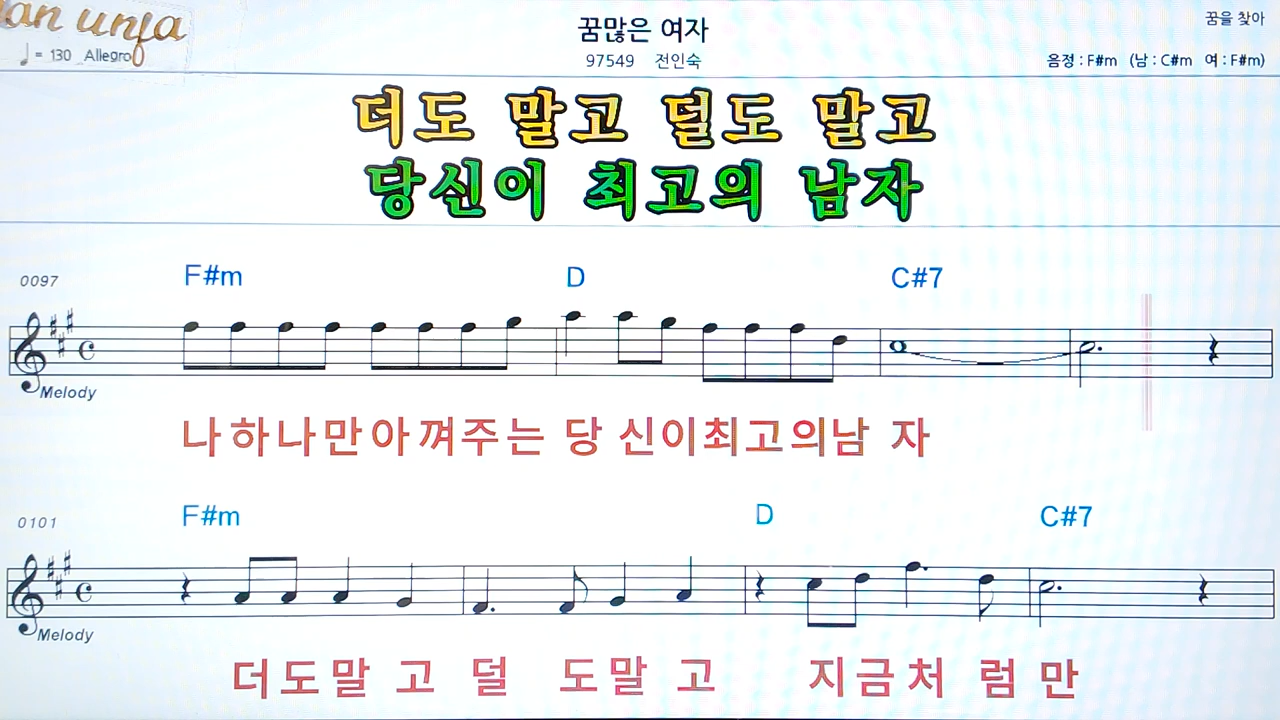 꿈많은 여자
꿈을 찾아
♩ = 130 Allegro
97549 전인숙
음정 : F#m (남 : C#m 여 : F#m)
더도 말고 덜도 말고
당신이 최고의 남자
0097 F#m D C#7
Melody
나하나만아껴주는 당 신이최고의남 자
0101 F#m D C#7
Melody
더도말 고 덜 도말 고 지금처 럼 만